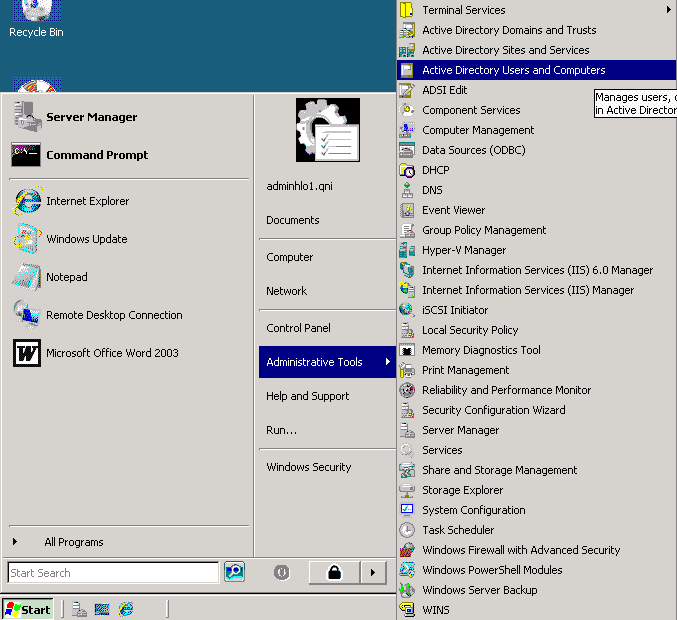 Recycle Bin
Server Manager
Command Prompt
Internet Explorer
Windows Update
Notepad
Remote Desktop Connection
Microsoft Office Word 2003
All Programs
Start Search
Start
adminhlo1.qni
Documents
Computer
Network
Control Panel
Administrative Tools
Help and Support
Run...
Windows Security
Terminal Services
Active Directory Domains and Trusts
Active Directory Sites and Services
Active Directory Users and Computers
ADSI Edit
Component Services
Computer Management
Data Sources (ODBC)
DHCP
DNS
Event Viewer
Group Policy Management
Hyper-V Manager
Internet Information Services (IIS) 6.0 Manager
Internet Information Services (IIS) Manager
iSCSI Initiator
Local Security Policy
Memory Diagnostics Tool
Print Management
Reliability and Performance Monitor
Security Configuration Wizard
Server Manager
Services
Share and Storage Management
Storage Explorer
System Configuration
Task Scheduler
Windows Firewall with Advanced Security
Windows PowerShell Modules
Windows Server Backup
WINS
Manages users,
in Active